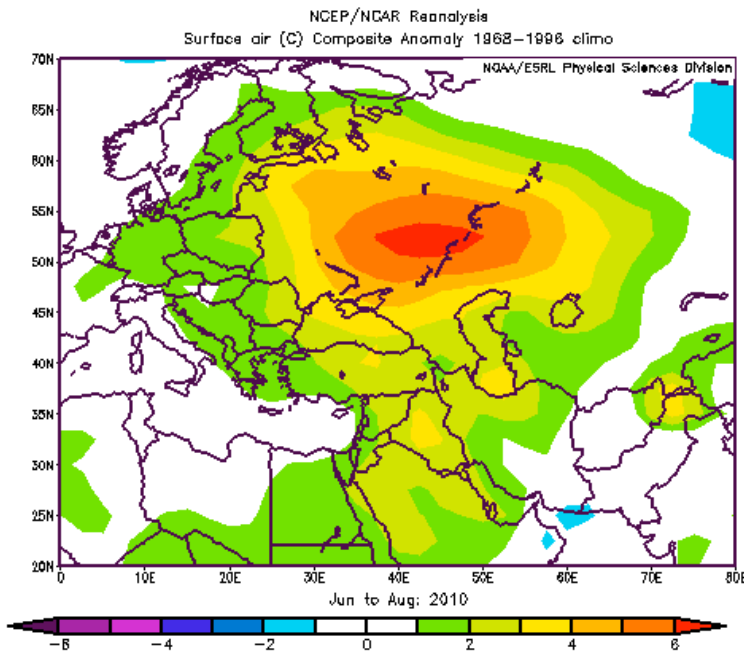 NCEP/NCAR Reanalysis
Surface air (C) Composite Anomaly 1968-1996 climo
NOAA/ESRL Physical Sciences Division
70N
65N
60N
55N
50N
45N
40N
35N
30N
25N
20N
0 10E 20E 30E 40E 50E 60E 70E 80E
Jun to Aug: 2010
-6 -4 -2 0 2 4 6